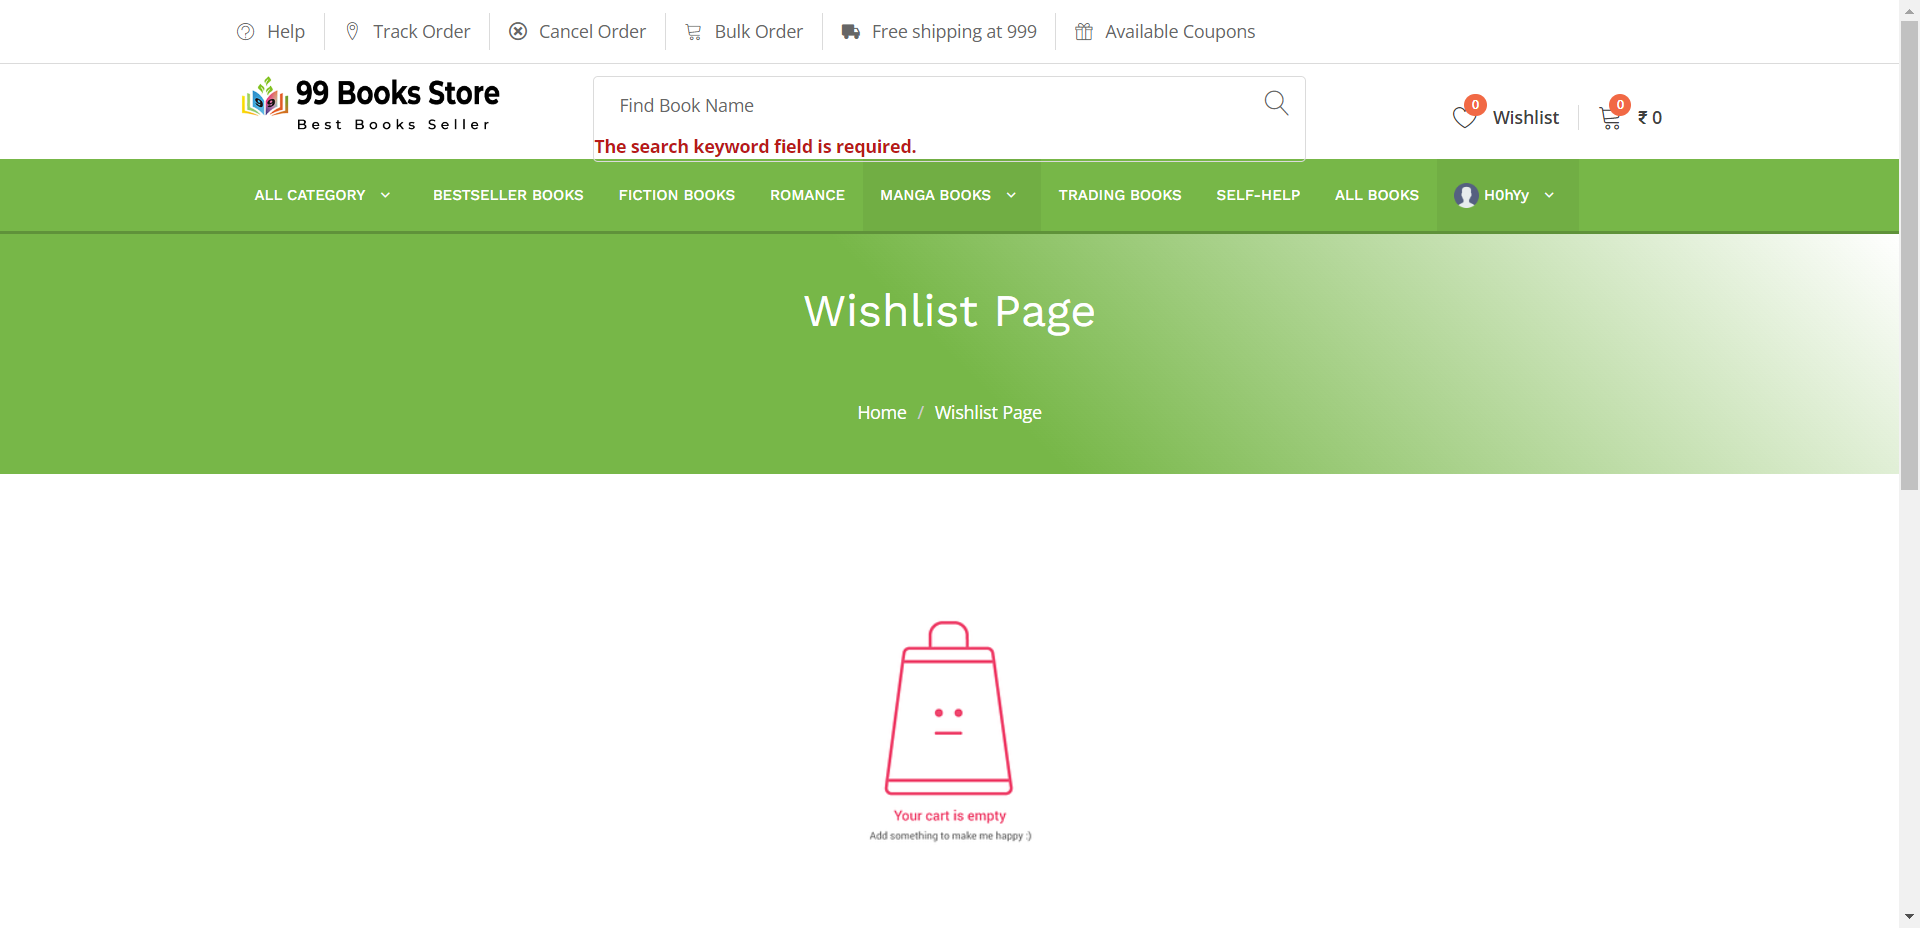 Help
Track Order
Cancel Order
Bulk Order
Free shipping at 999
Available Coupons
99
99 Books Store
Best Books Seller
Find Book Name
The search keyword field is required.
0
Wishlist
0
₹ 0
ALL CATEGORY
BESTSELLER BOOKS
FICTION BOOKS
ROMANCE
MANGA BOOKS
TRADING BOOKS
SELF-HELP
ALL BOOKS
H0hYy
Wishlist Page
Home / Wishlist Page
Your cart is empty
Add something to make me happy :)